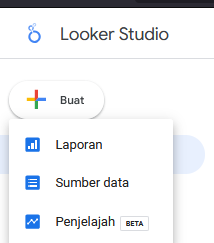 Looker Studio
Buat
Laporan
Sumber data
Penjelajah BETA